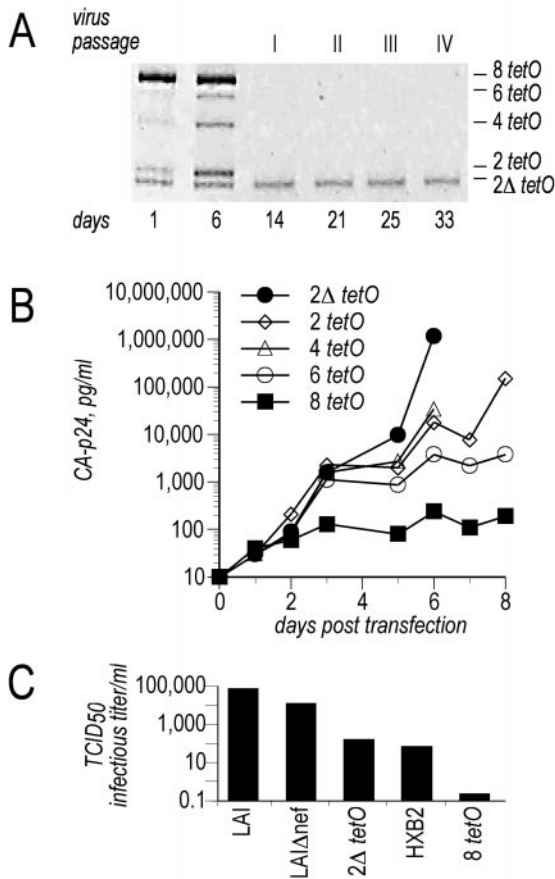 A
virus
passage I II III IV
8 tetO
6 tetO
4 tetO
2 tetO
2Δ tetO
days 1 6 14 21 25 33
B
2Δ tetO
2 tetO
4 tetO
6 tetO
8 tetO
CA-p24, pg/ml
10,000,000
1,000,000
100,000
10,000
1,000
100
10
0 2 4 6 8
days post transfection
C
TCID50
infectious titer/ml
100,000
1,000
10
0.1
LAI
LAIΔnef
2Δ tetO
HXB2
8 tetO